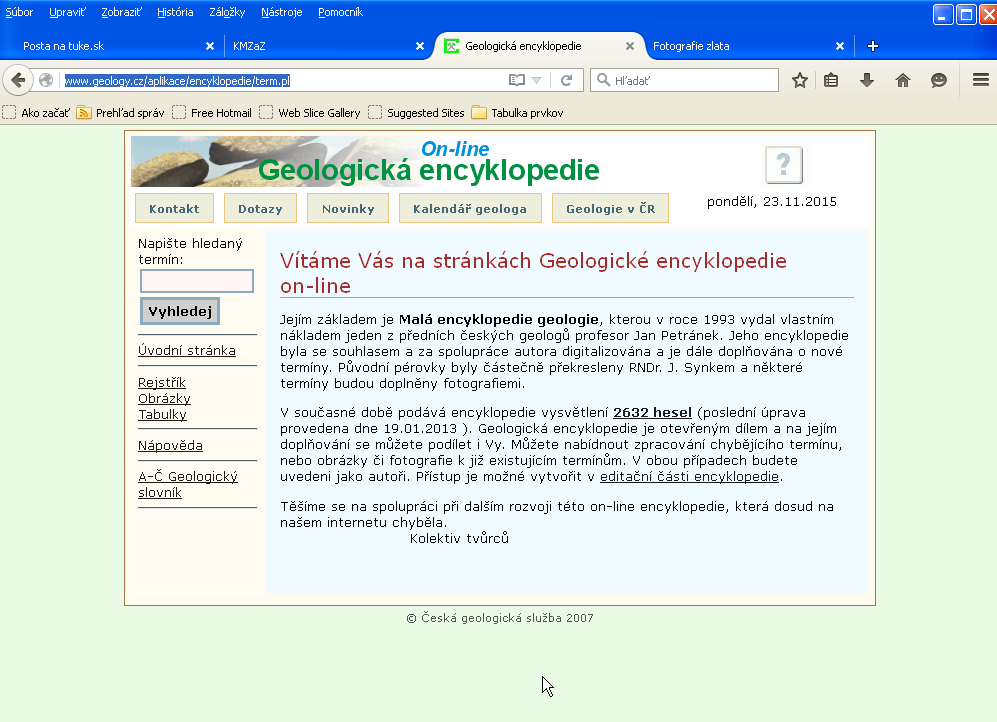 Súbor Upraviť Zobraziť História Záložky Nástroje Pomocník
Posta na tuke.sk KMZaZ Geologická encyklopedie Fotografie zlata
www.geology.cz/aplikace/encyklopedie/term.pl Hľadať
Ako začať Prehľad správ Free Hotmail Web Slice Gallery Suggested Sites Tabulka prvkov
On-line
Geologická encyklopedie
?
Kontakt Dotazy Novinky Kalendář geologa Geologie v ČR
pondělí, 23.11.2015
Napište hledaný
termín:
Vyhledej
Úvodní stránka
Rejstřík
Obrázky
Tabulky
Nápověda
A-Č Geologický
slovník
Vítáme Vás na stránkách Geologické encyklopedie
on-line
Jejím základem je Malá encyklopedie geologie, kterou v roce 1993 vydal vlastním
nákladem jeden z předních českých geologů profesor Jan Petránek. Jeho encyklopedie
byla se souhlasem a za spolupráce autora digitalizována a je dále doplňována o nové
termíny. Původní pérovky byly částečně překresleny RNDr. J. Synkem a některé
termíny budou doplněny fotografiemi.
V současné době podává encyklopedie vysvětlení 2632 hesel (poslední úprava
provedena dne 19.01.2013 ). Geologická encyklopedie je otevřeným dílem a na jejím
doplňování se můžete podílet i Vy. Můžete nabídnout zpracování chybějícího termínu,
nebo obrázky či fotografie k již existujícím termínům. V obou případech budete
uvedeni jako autoři. Přístup je možné vytvořit v editační části encyklopedie.
Těšíme se na spolupráci při dalším rozvoji této on-line encyklopedie, která dosud na
našem internetu chyběla.
Kolektiv tvůrců
© Česká geologická služba 2007